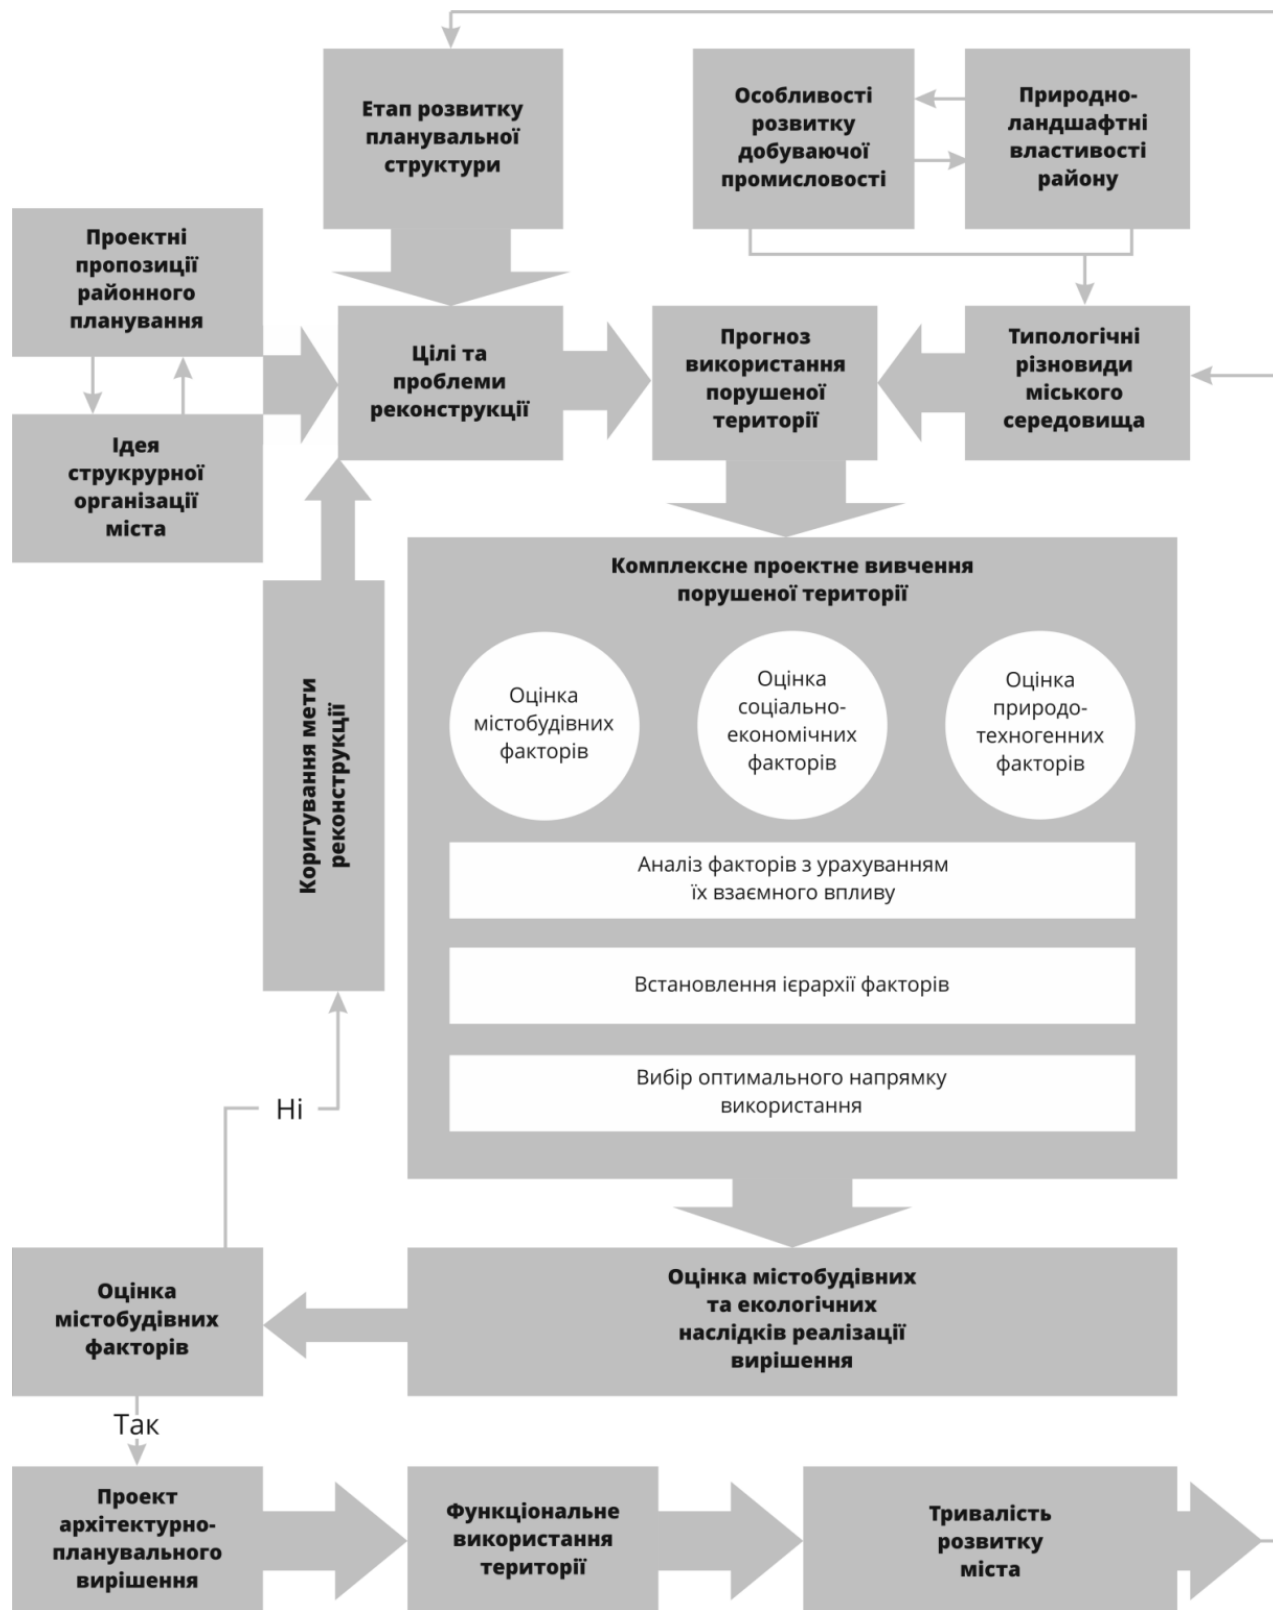 Етап розвитку
планувальної
структури
Особливості
розвитку
добуваючої
промисловості
Природно-
ландшафтні
властивості
району
Проектні
пропозиції
районного
планування
Цілі та
проблеми
реконструкції
Прогноз
використання
порушеної
території
Типологічні
різновиди
міського
середовища
Ідея
струкрурної
організації
міста
Комплексне проектне вивчення
порушеної території
Оцінка
містобудівних
факторів
Оцінка
соціально-
економічних
факторів
Оцінка
природо-
техногенних
факторів
Коригування мети
реконструкції
Аналіз факторів з урахуванням
їх взаємного впливу
Встановлення ієрархії факторів
Вибір оптимального напрямку
використання
Ні
Оцінка
містобудівних
факторів
Оцінка містобудівних
та екологічних
наслідків реалізації
вирішення
Так
Проект
архітектурно-
планувального
вирішення
Функціональне
використання
території
Тривалість
розвитку
міста